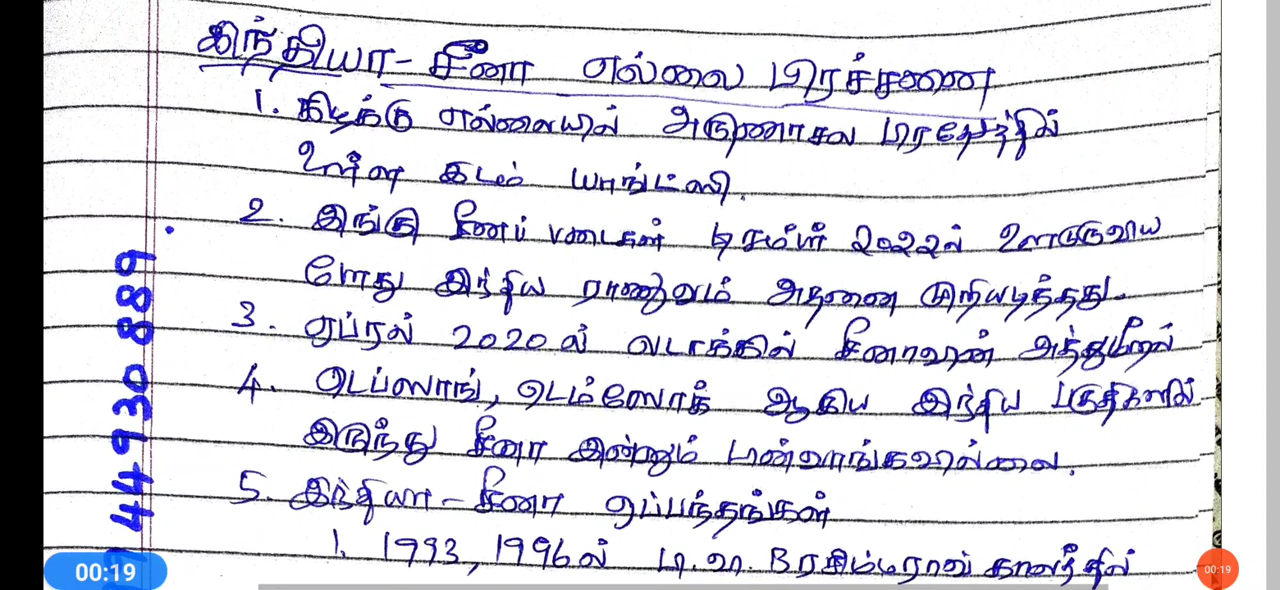 இந்தியா - சீனா எல்லை பிரச்சனை
1. கிழக்கு எல்லையில் அருணாசல பிரதேசத்தில்
உள்ள இடம் யாங்ட்ஸி.
2. இங்கு சீனப் படைகள் டிசம்பர் 2022ல் ஊடுருவிய
போது இந்திய ராணுவம் அதனை முறியடித்தது.
3. ஏப்ரல் 2020ல் லடாக்கில் சீனாவின் அத்துமீறல்
4. டெப்ஸாங், டெம்ஸோக் ஆகிய இந்திய பகுதிகளில்
இருந்து சீனா இன்னும் பின்வாங்கவில்லை.
5. இந்தியா - சீனா ஒப்பந்தங்கள்
1. 1993, 1996ல் பி.வி. நரசிம்மராவ் காலத்தில்
44930 889
00:19
00:19